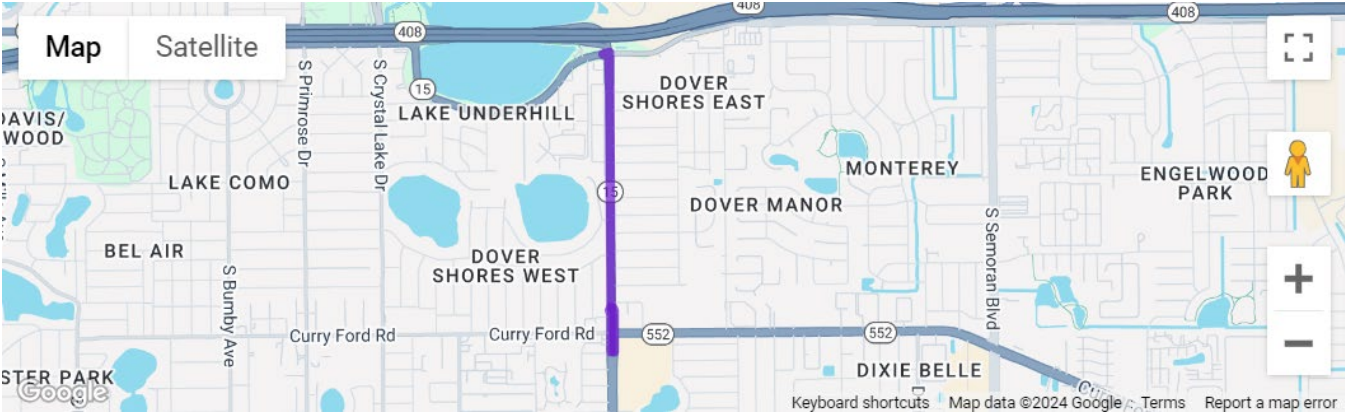 408
408
Map
Satellite
408
S Primrose Dr
S Crystal Lake Dr
15
DOVER
SHORES EAST
LAKE UNDERHILL
DAVIS/
WOOD
LAKE COMO
15
MONTEREY
ENGELWOOD
PARK
DOVER MANOR
S Semoran Blvd
BEL AIR
DOVER
SHORES WEST
S Bumby Ave
Curry Ford Rd
Curry Ford Rd
552
552
STER PARK
DIXIE BELLE
D
Curry Fo
Google
Keyboard shortcuts
Map data ©2024 Google
Terms
Report a map error